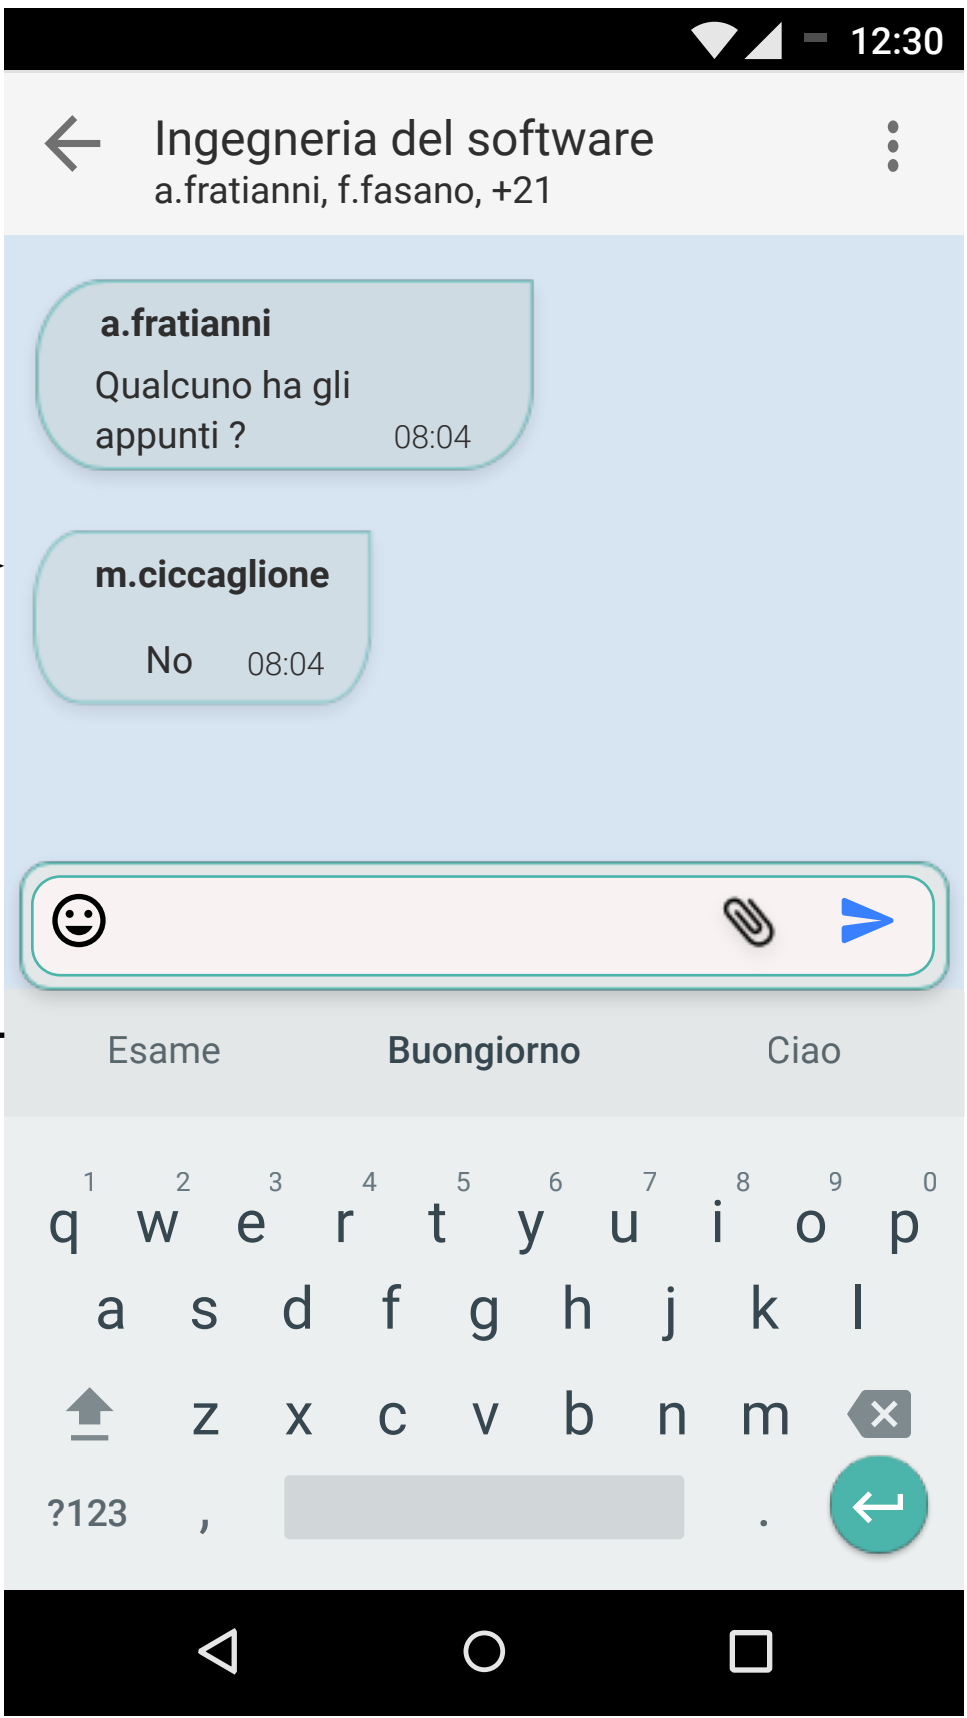 12:30
Ingegneria del software
a.fratianni, f.fasano, +21
a.fratianni
Qualcuno ha gli
appunti ? 08:04
m.ciccaglione
No 08:04
Esame Buongiorno Ciao
1 2 3 4 5 6 7 8 9 0
q w e r t y u i o p
a s d f g h j k l
z x c v b n m
?123 , .